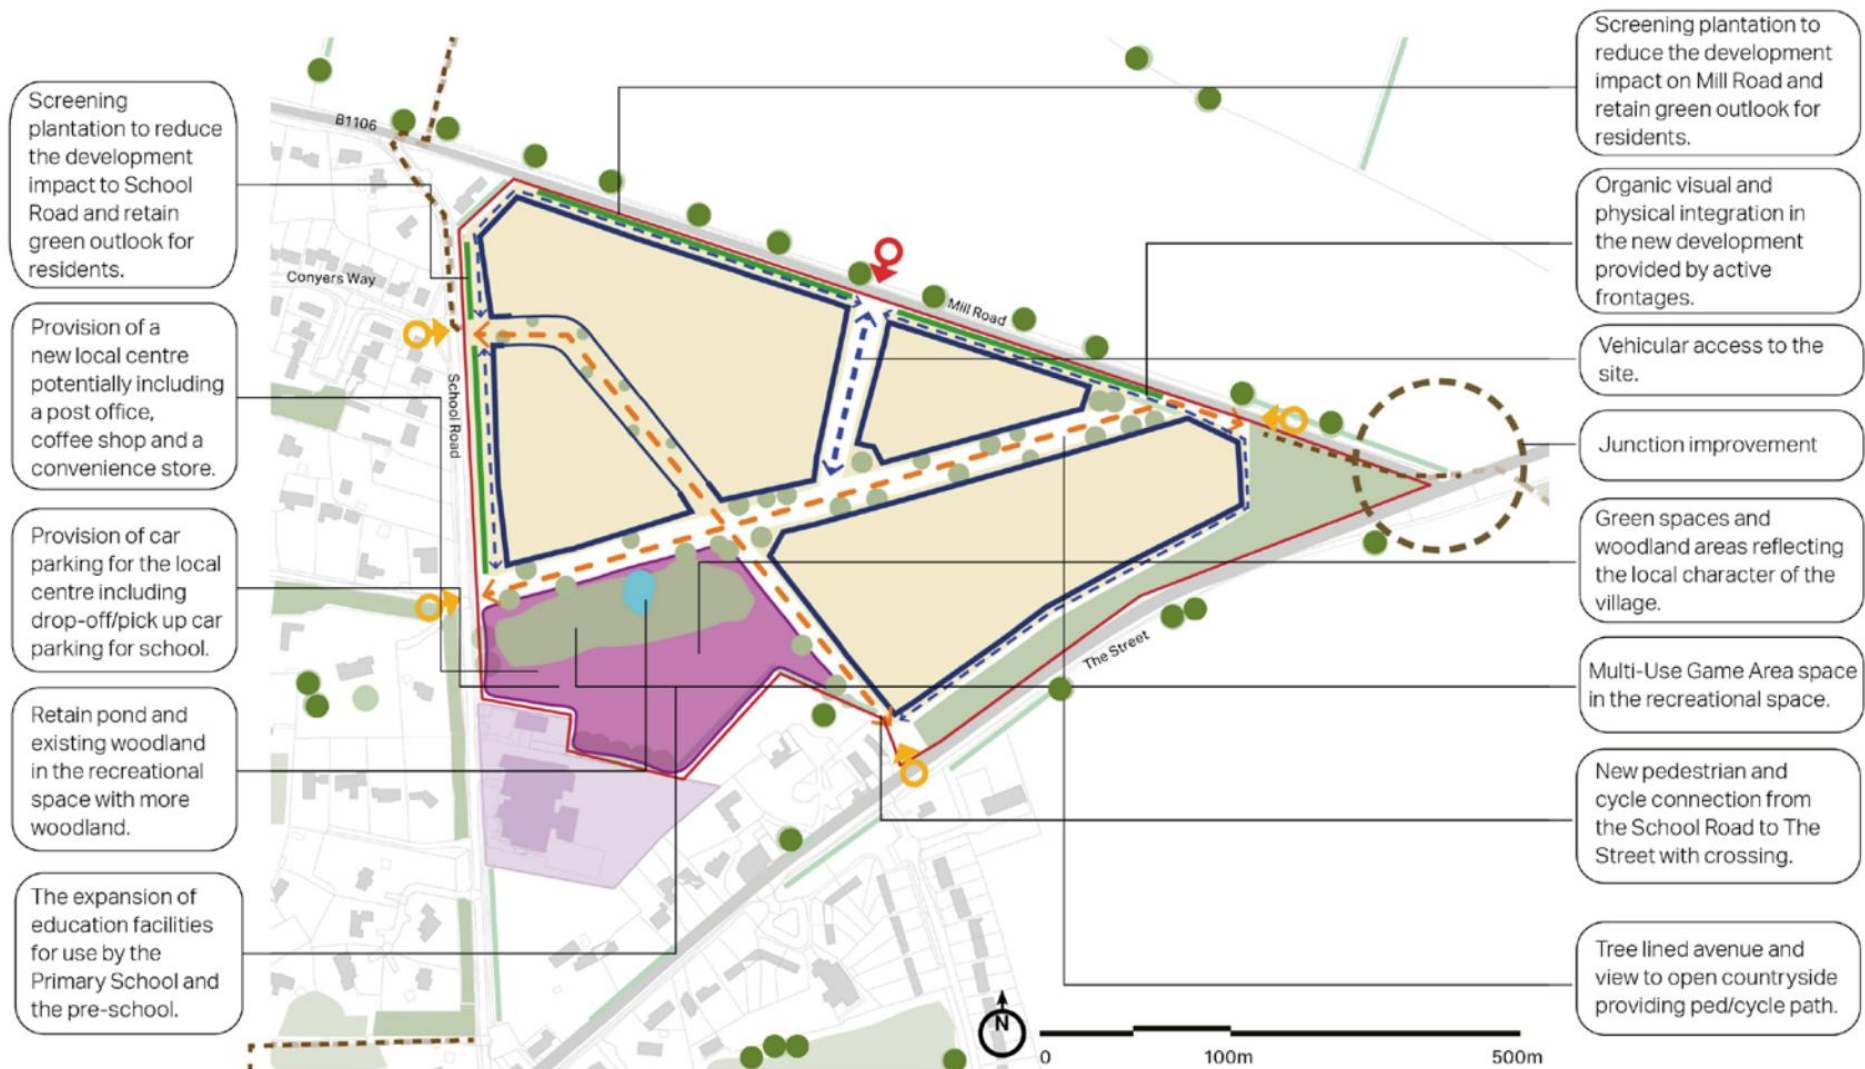 Screening
plantation to reduce
the development
impact to School
Road and retain
green outlook for
residents.
Provision of a
new local centre
potentially including
a post office,
coffee shop and a
convenience store.
Provision of car
parking for the local
centre including
drop-off/pick up car
parking for school.
Retain pond and
existing woodland
in the recreational
space with more
woodland.
The expansion of
education facilities
for use by the
Primary School and
the pre-school.
B1106
Conyers Way
School Road
Mill Road
The Street
N
0
100m
500m
Screening plantation to
reduce the development
impact on Mill Road and
retain green outlook for
residents.
Organic visual and
physical integration in
the new development
provided by active
frontages.
Vehicular access to the
site.
Junction improvement
Green spaces and
woodland areas reflecting
the local character of the
village.
Multi-Use Game Area space
in the recreational space.
New pedestrian and
cycle connection from
the School Road to The
Street with crossing.
Tree lined avenue and
view to open countryside
providing ped/cycle path.